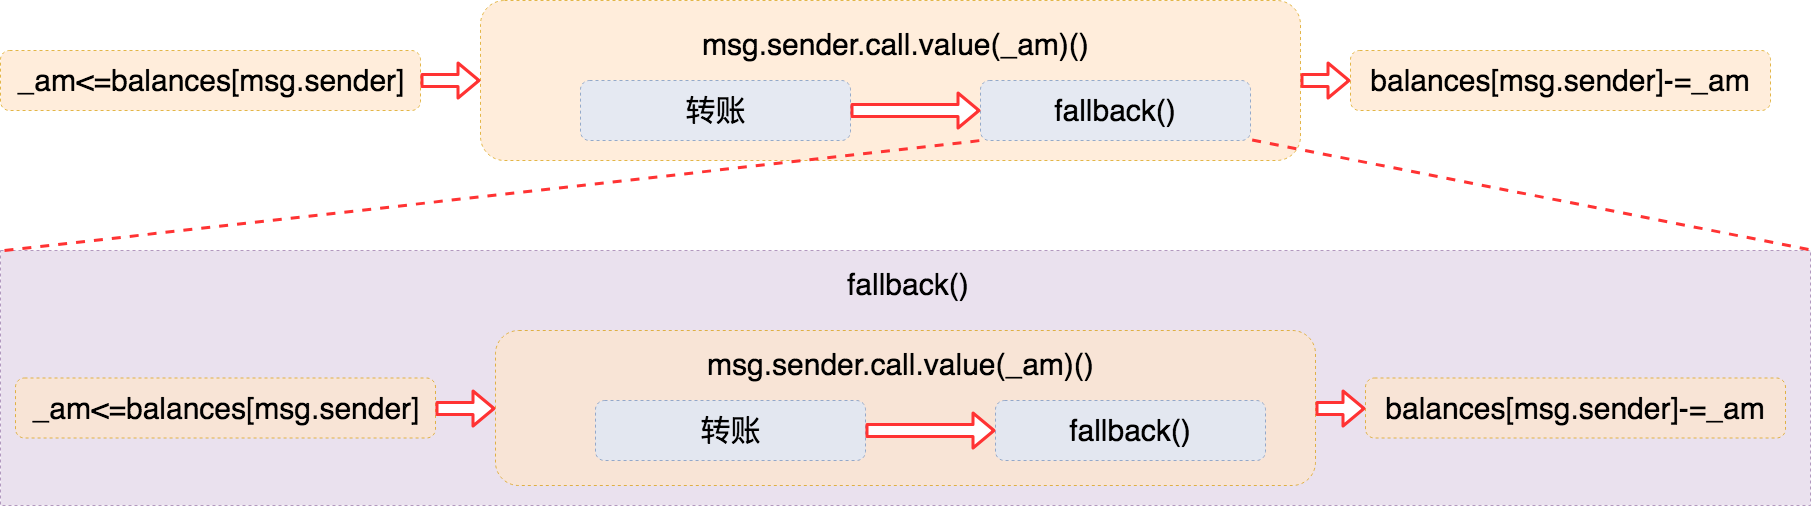 _am<=balances[msg.sender]
msg.sender.call.value(_am)()
转账
fallback()
balances[msg.sender]-=_am
fallback()
_am<=balances[msg.sender]
msg.sender.call.value(_am)()
转账
fallback()
balances[msg.sender]-=_am